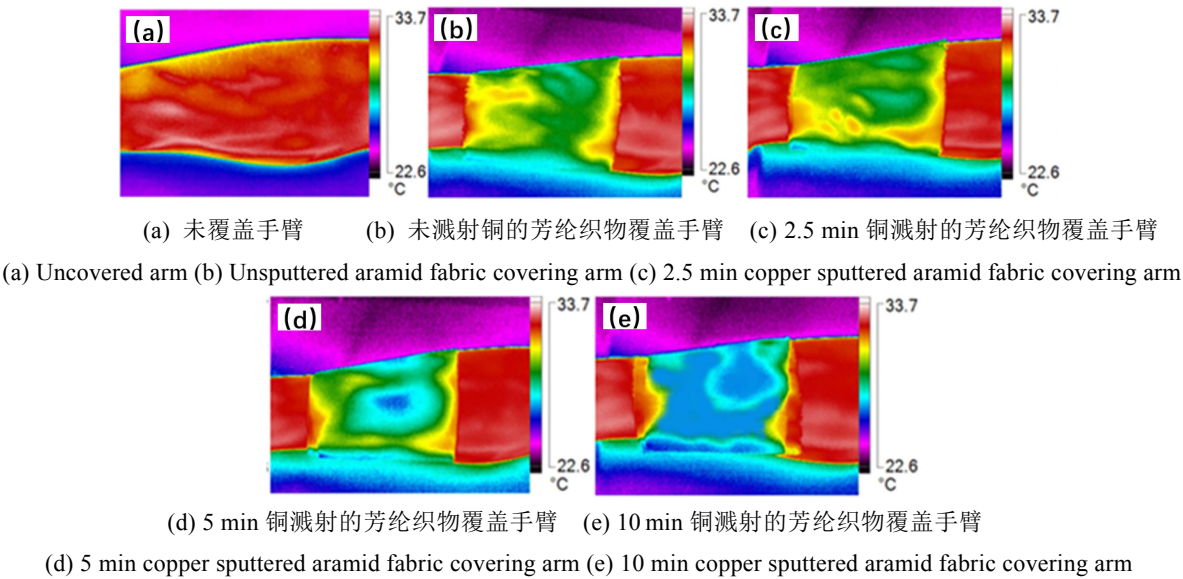 (a) 33.7 (b) 33.7 (c) 33.7
22.6 22.6 22.6
°C °C °C
(a) 未覆盖手臂 (b) 未溅射铜的芳纶织物覆盖手臂 (c) 2.5 min 铜溅射的芳纶织物覆盖手臂
(a) Uncovered arm (b) Unsputtered aramid fabric covering arm (c) 2.5 min copper sputtered aramid fabric covering arm
(d) 33.7 (e) 33.7
22.6 22.6
°C °C
(d) 5 min 铜溅射的芳纶织物覆盖手臂 (e) 10 min 铜溅射的芳纶织物覆盖手臂
(d) 5 min copper sputtered aramid fabric covering arm (e) 10 min copper sputtered aramid fabric covering arm